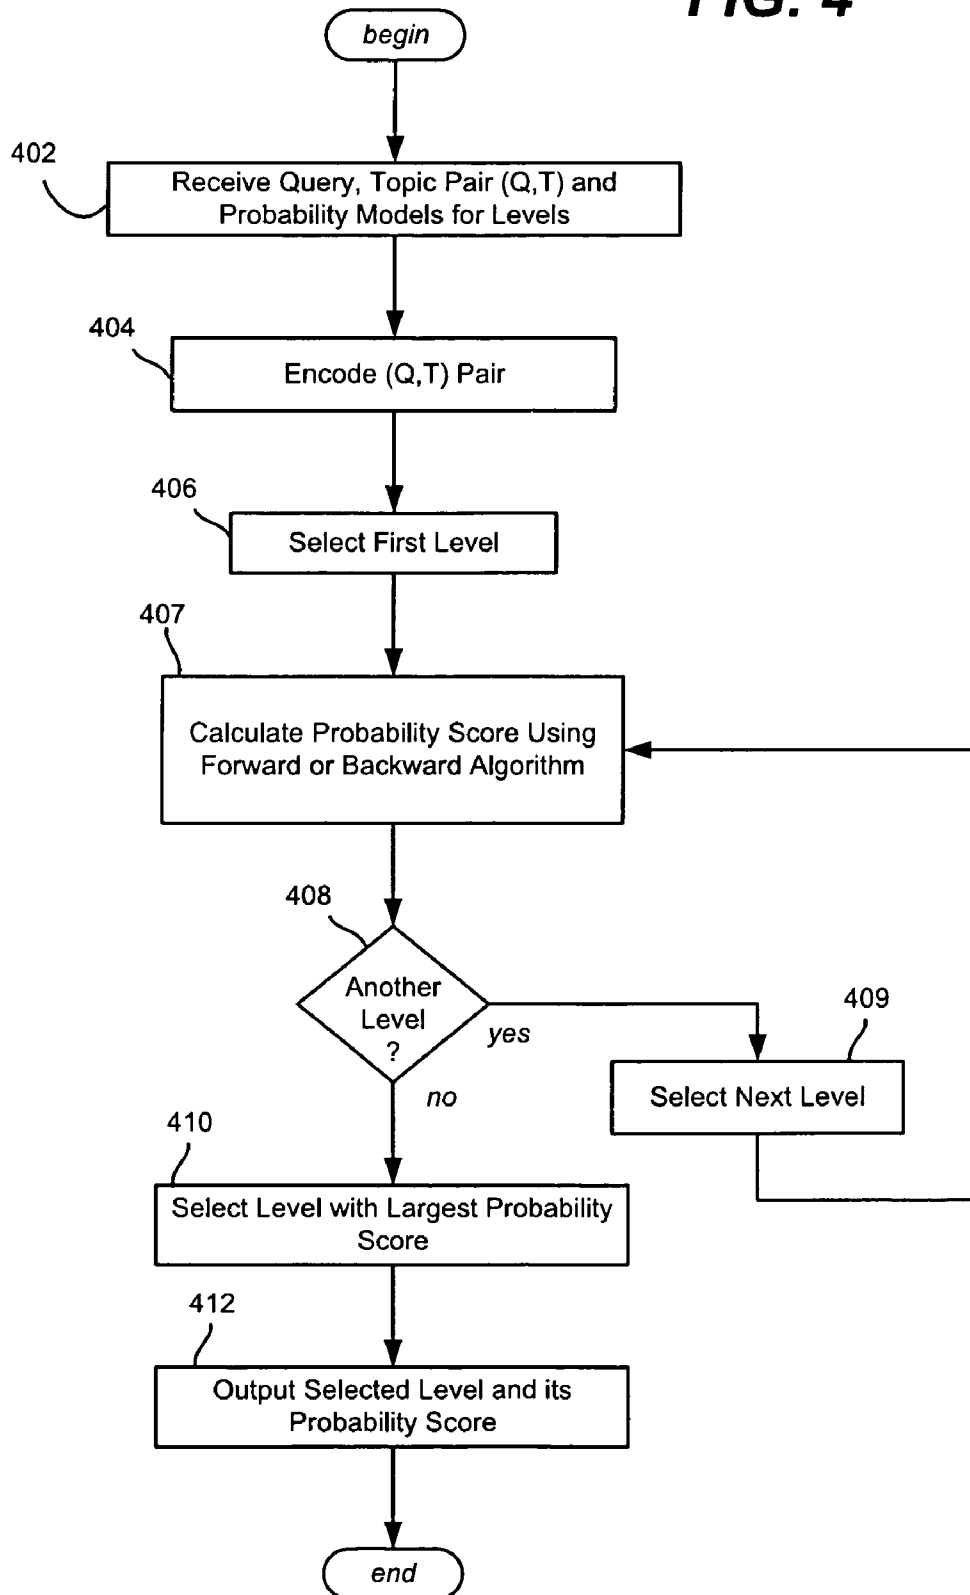 FIG. 4
begin
402
Receive Query, Topic Pair (Q,T) and
Probability Models for Levels
404
Encode (Q,T) Pair
406
Select First Level
407
Calculate Probability Score Using
Forward or Backward Algorithm
408
Another
Level
?
yes
no
409
Select Next Level
410
Select Level with Largest Probability
Score
412
Output Selected Level and its
Probability Score
end